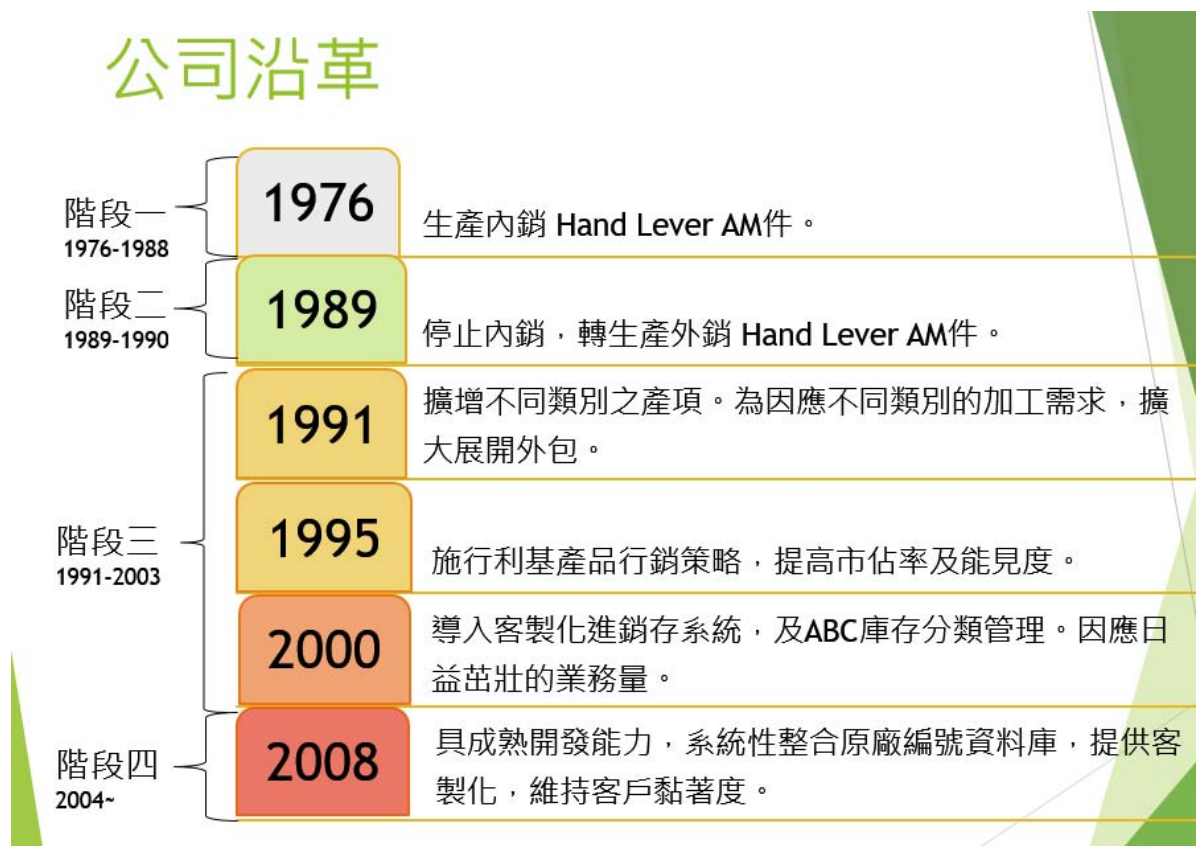 公司沿革
階段一
1976-1988
1976
生產內銷 Hand Lever AM件。
階段二
1989-1990
1989
停止內銷，轉生產外銷 Hand Lever AM件。
階段三
1991-2003
1991
擴增不同類別之產項。為因應不同類別的加工需求，擴
大展開外包。
1995
施行利基產品行銷策略，提高市佔率及能見度。
2000
導入客製化進銷存系統，及ABC庫存分類管理。因應日
益茁壯的業務量。
階段四
2004~
2008
具成熟開發能力，系統性整合原廠編號資料庫，提供客
製化，維持客戶黏著度。